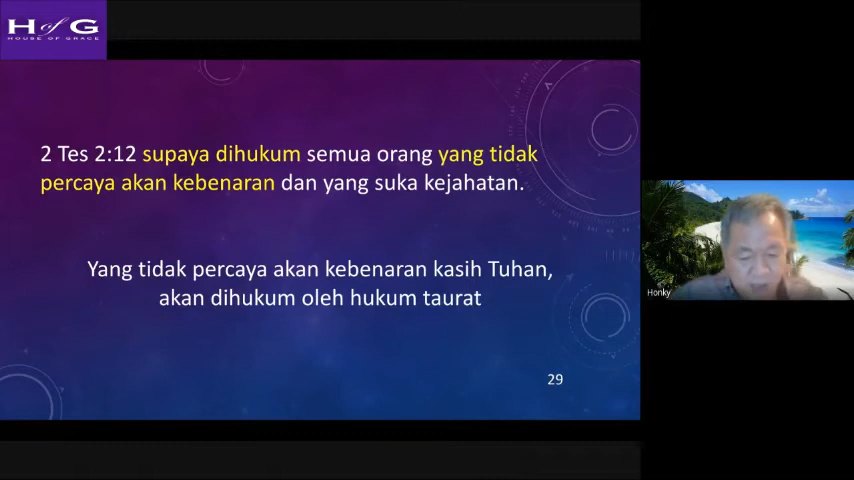 H of G
HOUSE OF GRACE
2 Tes 2:12 supaya dihukum semua orang yang tidak
percaya akan kebenaran dan yang suka kejahatan.
Yang tidak percaya akan kebenaran kasih Tuhan,
akan dihukum oleh hukum taurat
29
Honky